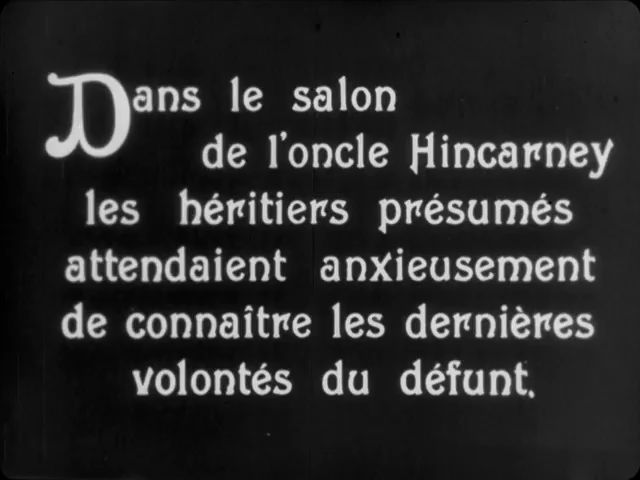 Dans le salon
de l'oncle Hincarney
les héritiers présumés
attendaient anxieusement
de connaître les dernières
volontés du défunt.